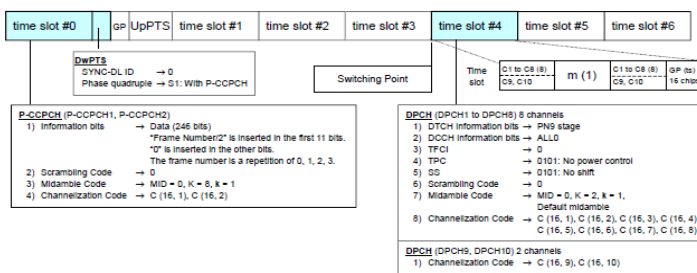 time slot #0
GP
UpPTS
time slot #1
time slot #2
time slot #3
time slot #4
time slot #5
time slot #6
DwPTS
SYNC-DL ID → 0
Phase quadruple → S1: With P-CCPCH
Switching Point
Time slot
C1 to C8 (8)
C9, C10
m (1)
C1 to C8 (8)
C9, C10
GP (ts)
16 chips
P-CCPCH (P-CCPCH1, P-CCPCH2)
1) Information bits → Data (246 bits)
"Frame Number/2" is inserted in the first 11 bits.
"0" is inserted in the other bits.
The frame number is a repetition of 0, 1, 2, 3.
2) Scrambling Code → 0
3) Midamble Code → MID = 0, K = 8, k = 1
4) Channelization Code → C (16, 1), C (16, 2)
DPCH (DPCH1 to DPCH8) 8 channels
1) DTCH Information bits → PN9 stage
2) DCCH Information bits → ALL0
3) TFCI → 0
4) TPC → 0101: No power control
5) SS → 0101: No shift
6) Scrambling Code → 0
7) Midamble Code → MID = 0, K = 2, k = 1,
Default midamble
8) Channelization Code → C (16, 1), C (16, 2), C (16, 3), C (16, 4)
C (16, 5), C (16, 6), C (16, 7), C (16, 8)
DPCH (DPCH9, DPCH10) 2 channels
1) Channelization Code → C (16, 9), C (16, 10)